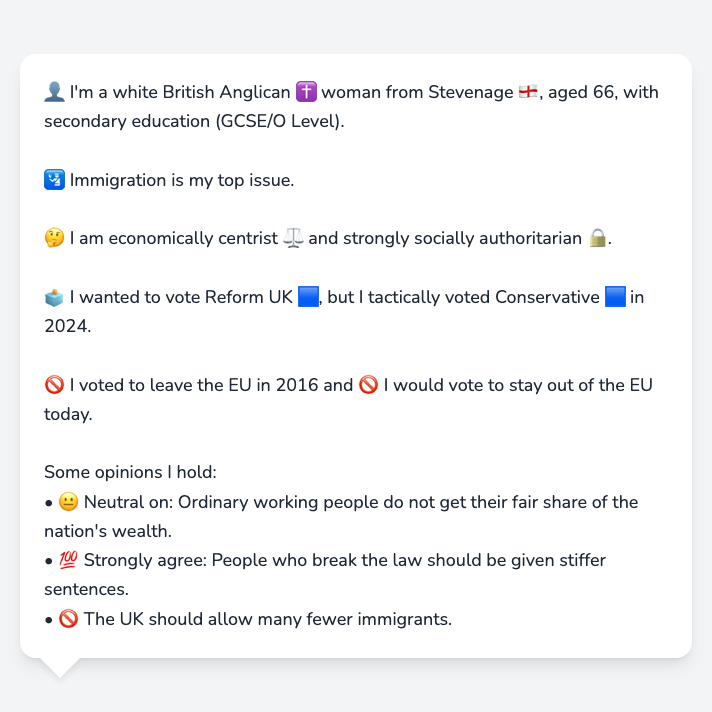 👤 I'm a white British Anglican ✝️ woman from Stevenage 🏴󠁧󠁢󠁥󠁮󠁧󠁿, aged 66, with
secondary education (GCSE/O Level).
🛂 Immigration is my top issue.
🤔 I am economically centrist ⚖️ and strongly socially authoritarian 🔒.
🗳️ I wanted to vote Reform UK 🟦, but I tactically voted Conservative 🟦 in
2024.
🚫 I voted to leave the EU in 2016 and 🚫 I would vote to stay out of the EU
today.
Some opinions I hold:
• 😐 Neutral on: Ordinary working people do not get their fair share of the
nation's wealth.
• 💯 Strongly agree: People who break the law should be given stiffer
sentences.
• 🚫 The UK should allow many fewer immigrants.